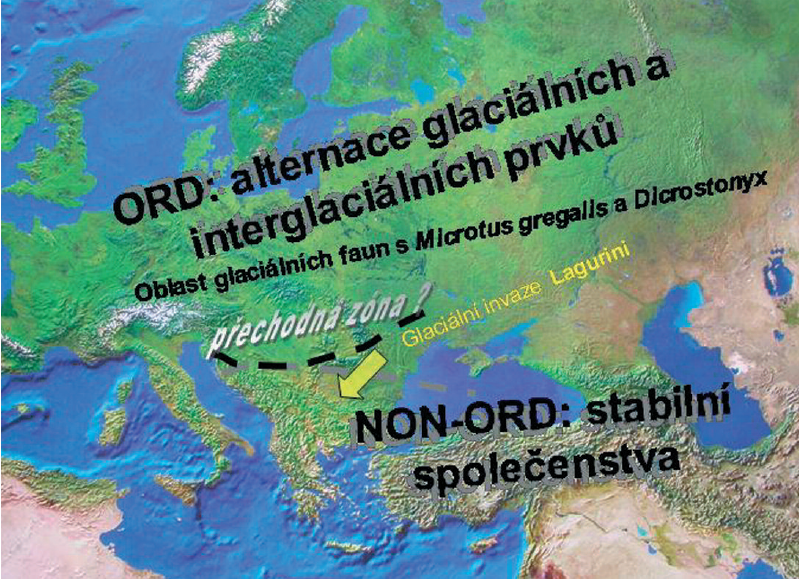 ORD: alternace glaciálních a
interglaciálních prvků
Oblast glaciálních faun s Microtus gregalis a Dicrostonyx
Glaciální invaze Lagurini
přechodná zóna ?
NON-ORD: stabilní
společenstva